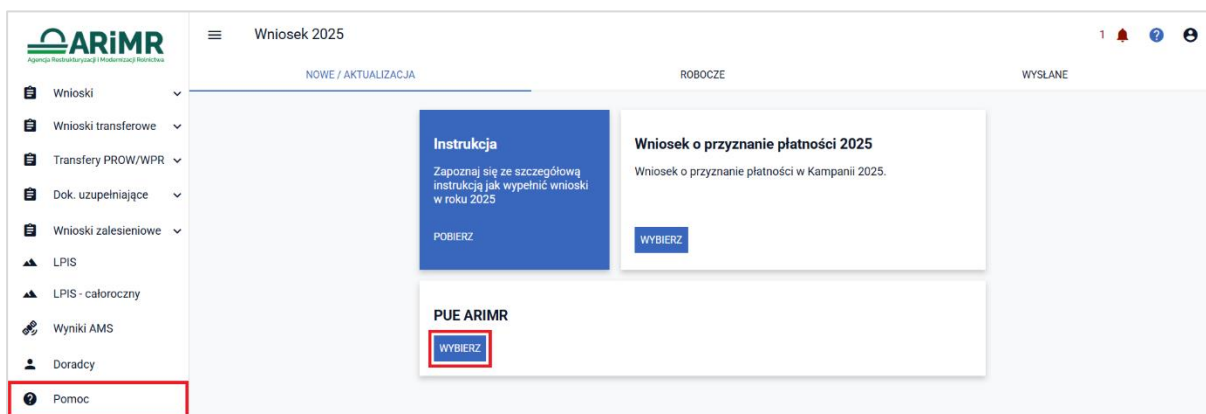 ARiMR
Agencja Restrukturyzacji i Modernizacji Rolnictwa
Wniosek 2025
1
NOWE / AKTUALIZACJA
ROBOCZE
WYSŁANE
Wnioski
Wnioski transferowe
Transfery PROW/WPR
Dok. uzupełniające
Wnioski zalesieniowe
LPIS
LPIS - całoroczny
Wyniki AMS
Doradcy
Pomoc
Instrukcja
Zapoznaj się ze szczegółową
instrukcją jak wypełnić wnioski
w roku 2025
POBIERZ
Wniosek o przyznanie płatności 2025
Wniosek o przyznanie płatności w Kampanii 2025.
WYBIERZ
PUE ARIMR
WYBIERZ